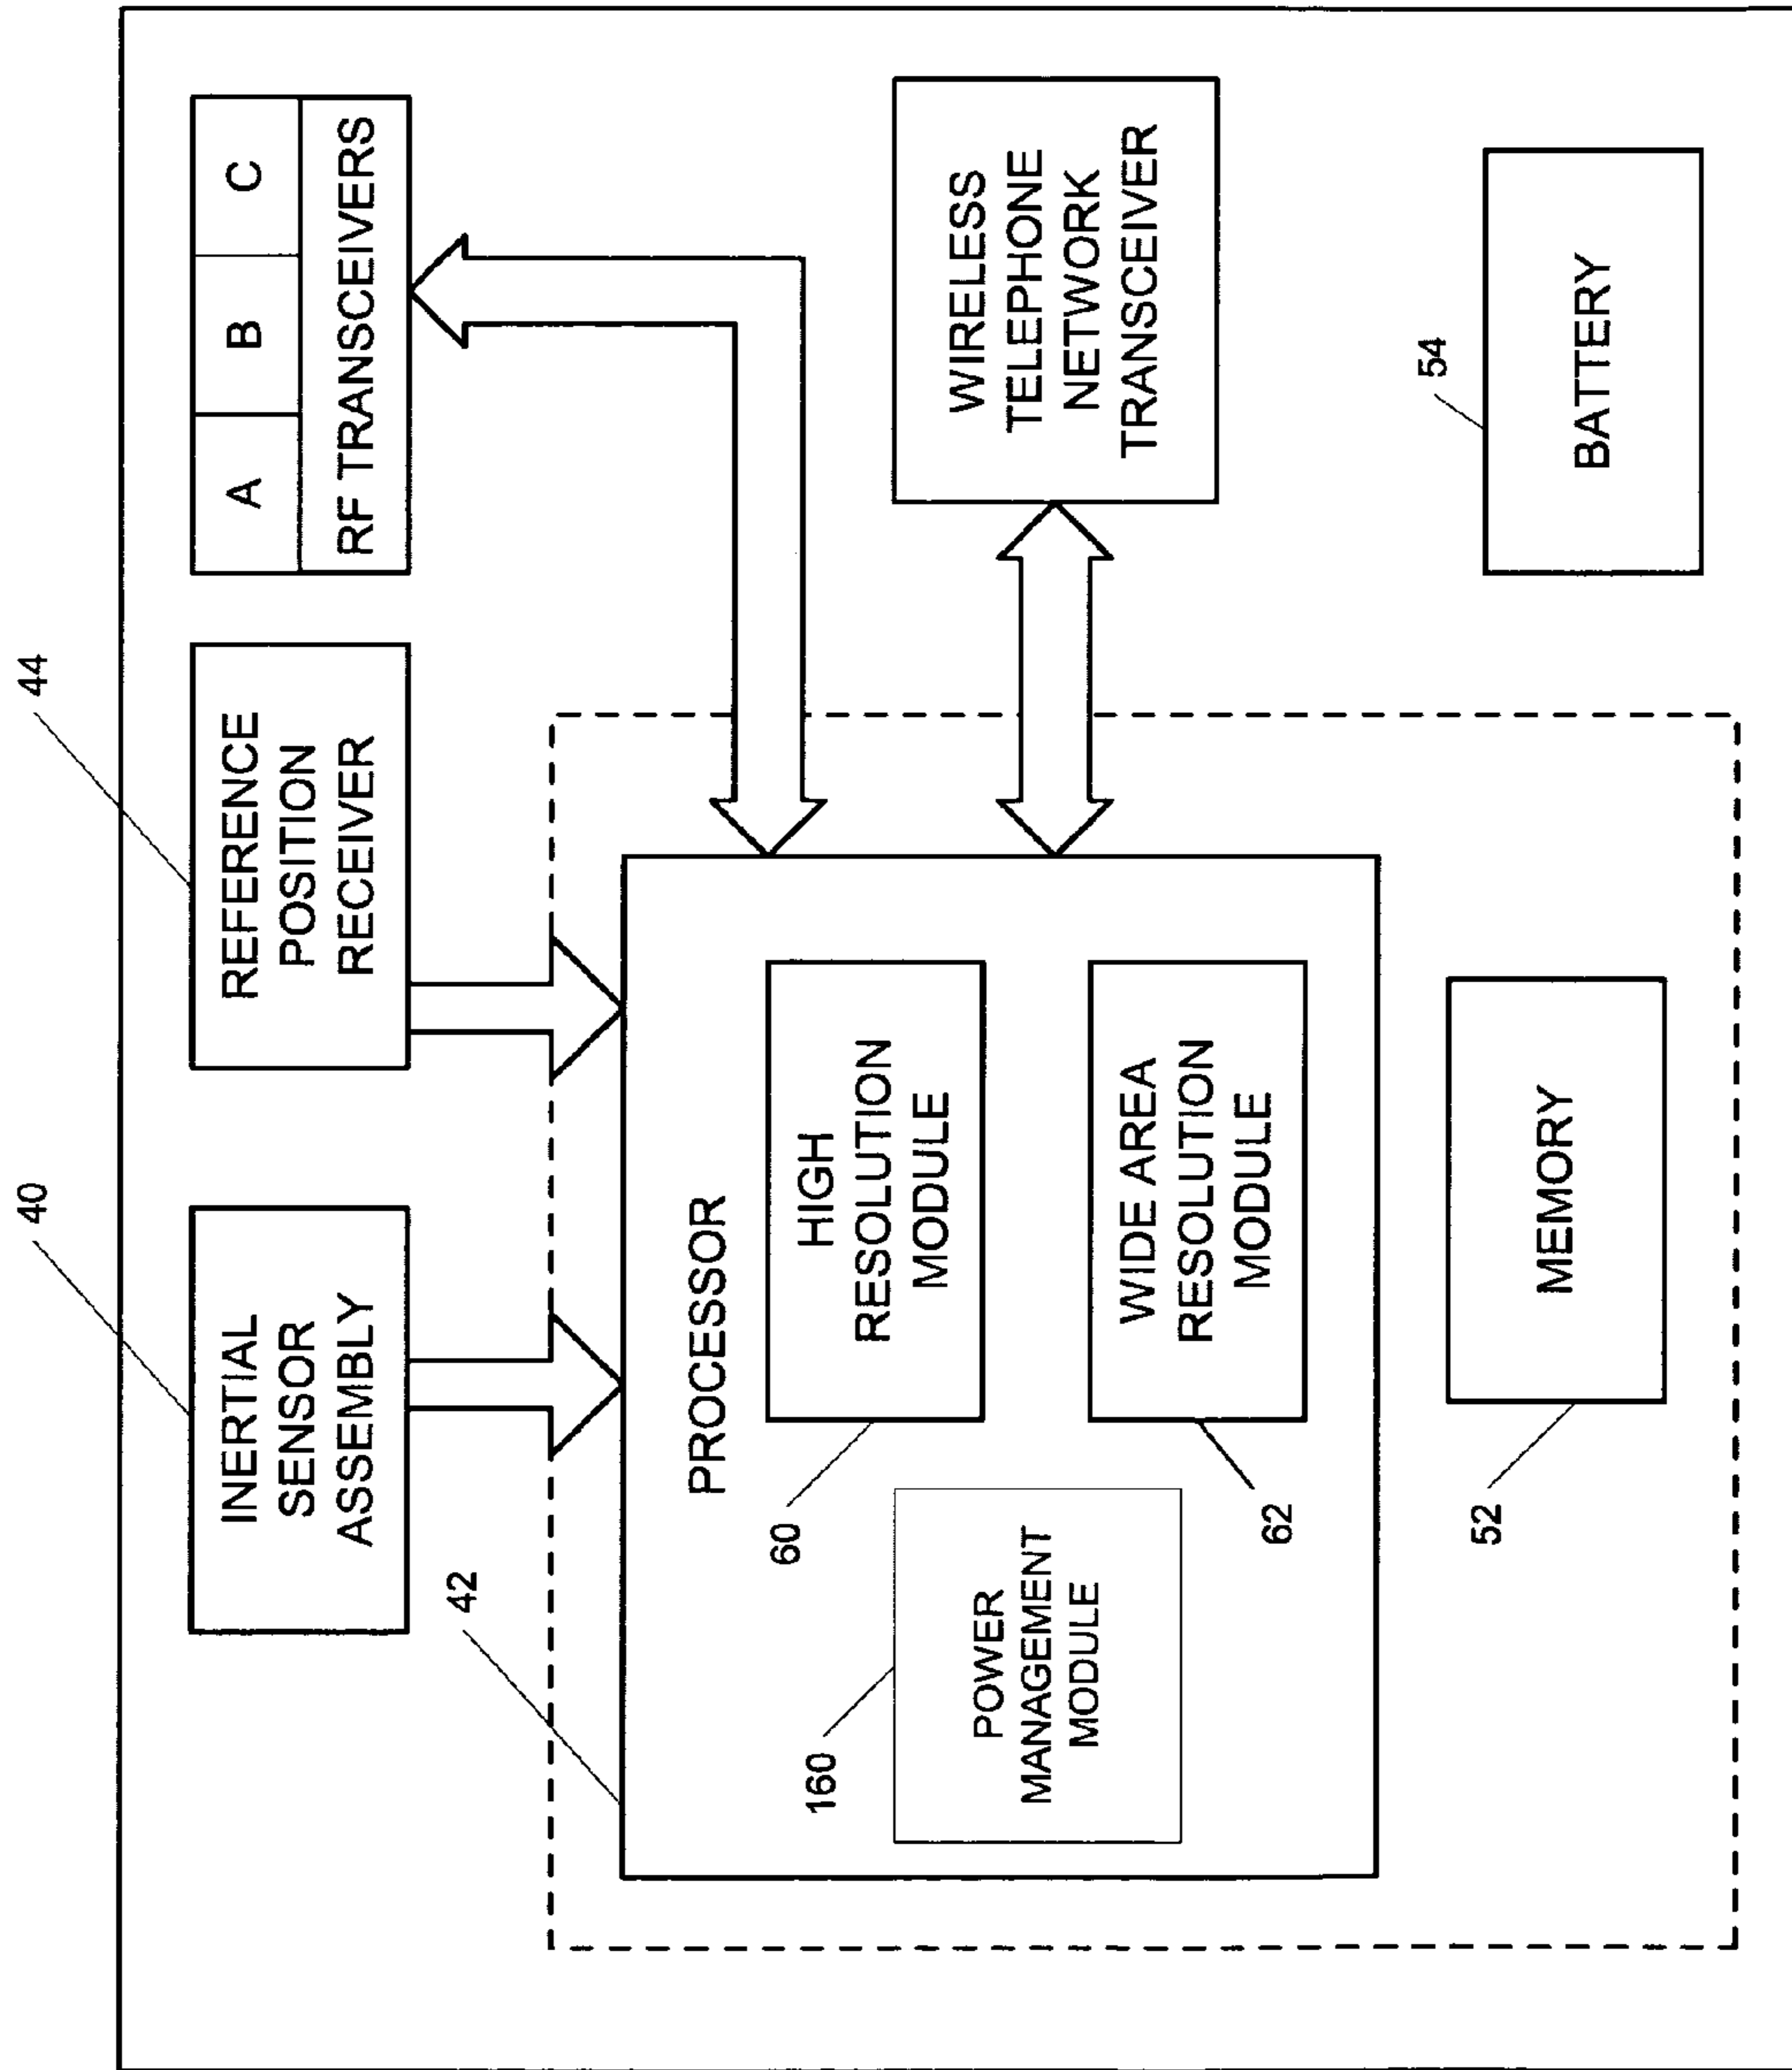 40
44
INERTIAL
SENSOR
ASSEMBLY
REFERENCE
POSITION
RECEIVER
A B C
RF TRANSCEIVERS
42
PROCESSOR
160
POWER
MANAGEMENT
MODULE
60
HIGH
RESOLUTION
MODULE
62
WIDE AREA
RESOLUTION
MODULE
WIRELESS
TELEPHONE
NETWORK
TRANSCEIVER
52
MEMORY
54
BATTERY